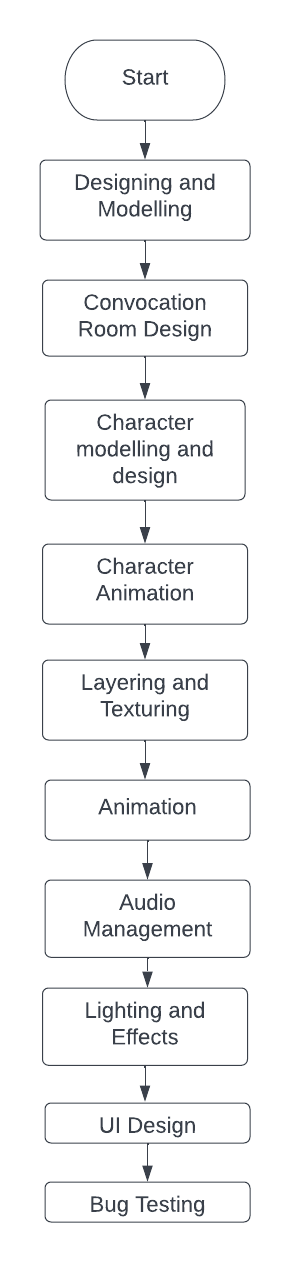 Start
Designing and
Modelling
Convocation
Room Design
Character
modelling and
design
Character
Animation
Layering and
Texturing
Animation
Audio
Management
Lighting and
Effects
UI Design
Bug Testing